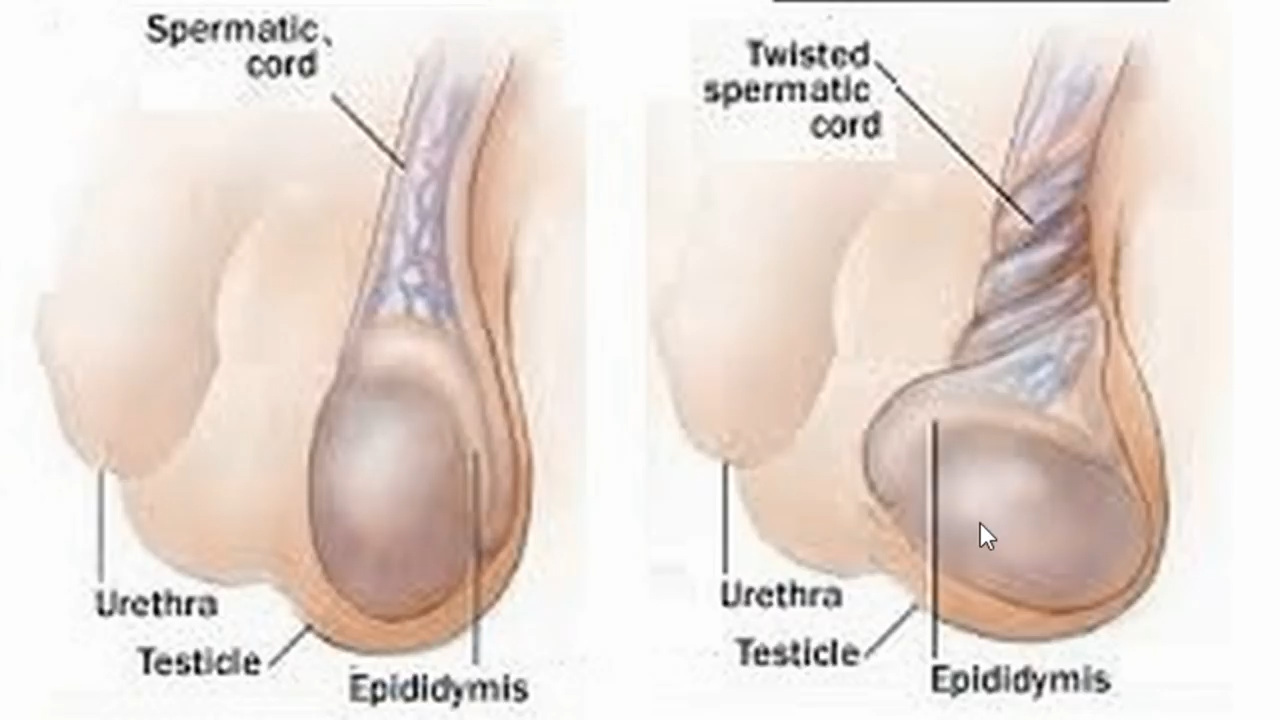 Spermatic
cord
Urethra
Testicle
Epididymis
Twisted
spermatic
cord
Urethra
Testicle
Epididymis